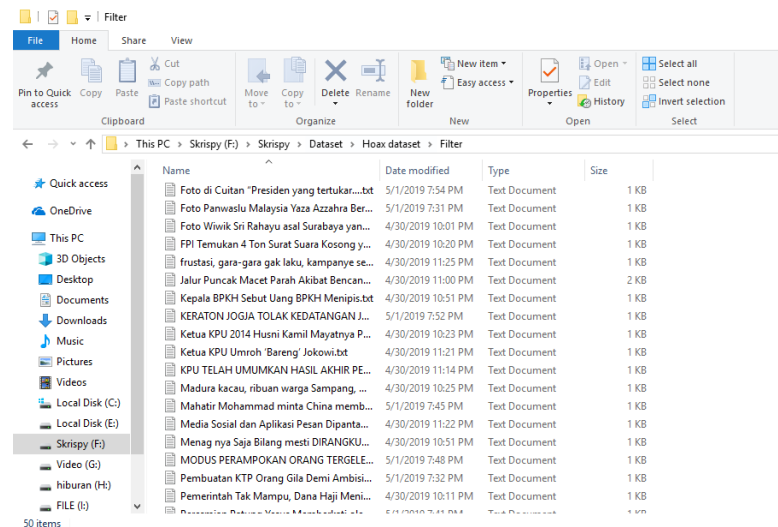 Filter
File Home Share View
Pin to Quick access
Copy
Paste
Cut
Copy path
Paste shortcut
Clipboard
Move to
Copy to
Delete
Rename
Organize
New folder
New item
Easy access
New
Properties
Open
Edit
History
Open
Select all
Select none
Invert selection
Select
This PC > Skrispy (F:) > Skrispy > Dataset > Hoax dataset > Filter
Quick access
OneDrive
This PC
3D Objects
Desktop
Documents
Downloads
Music
Pictures
Videos
Local Disk (C:)
Local Disk (E:)
Skrispy (F:)
Video (G:)
hiburan (H:)
FILE (I:)
Name Date modified Type Size
Foto di Cuitan "Presiden yang tertukar....txt 5/1/2019 7:54 PM Text Document 1 KB
Foto Panwaslu Malaysia Yaza Azzahra Ber... 5/1/2019 7:31 PM Text Document 1 KB
Foto Wiwik Sri Rahayu asal Surabaya yan... 4/30/2019 10:01 PM Text Document 1 KB
FPI Temukan 4 Ton Surat Suara Kosong y... 4/30/2019 10:20 PM Text Document 1 KB
frustasi, gara-gara gak laku, kampanye se... 4/30/2019 11:25 PM Text Document 1 KB
Jalur Puncak Macet Parah Akibat Bencan... 4/30/2019 11:00 PM Text Document 2 KB
Kepala BPKH Sebut Uang BPKH Menipis.txt 4/30/2019 10:51 PM Text Document 1 KB
KERATON JOGJA TOLAK KEDATANGAN J... 5/1/2019 7:52 PM Text Document 1 KB
Ketua KPU 2014 Husni Kamil Mayatnya P... 4/30/2019 10:23 PM Text Document 1 KB
Ketua KPU Umroh 'Bareng' Jokowi.txt 4/30/2019 11:21 PM Text Document 1 KB
KPU TELAH UMUMKAN HASIL AKHIR PE... 4/30/2019 11:14 PM Text Document 1 KB
Madura kacau, ribuan warga Sampang, ... 4/30/2019 10:25 PM Text Document 1 KB
Mahatir Mohammad minta China memb... 5/1/2019 7:45 PM Text Document 1 KB
Media Sosial dan Aplikasi Pesan Dipanta... 4/30/2019 11:22 PM Text Document 1 KB
Menag nya Saja Bilang mesti DIRANGKU... 4/30/2019 10:51 PM Text Document 1 KB
MODUS PERAMPOKAN ORANG TERGELE... 5/1/2019 7:48 PM Text Document 1 KB
Pembuatan KTP Orang Gila Demi Ambisi... 5/1/2019 7:32 PM Text Document 1 KB
Pemerintah Tak Mampu, Dana Haji Meni... 4/30/2019 10:11 PM Text Document 1 KB
50 items